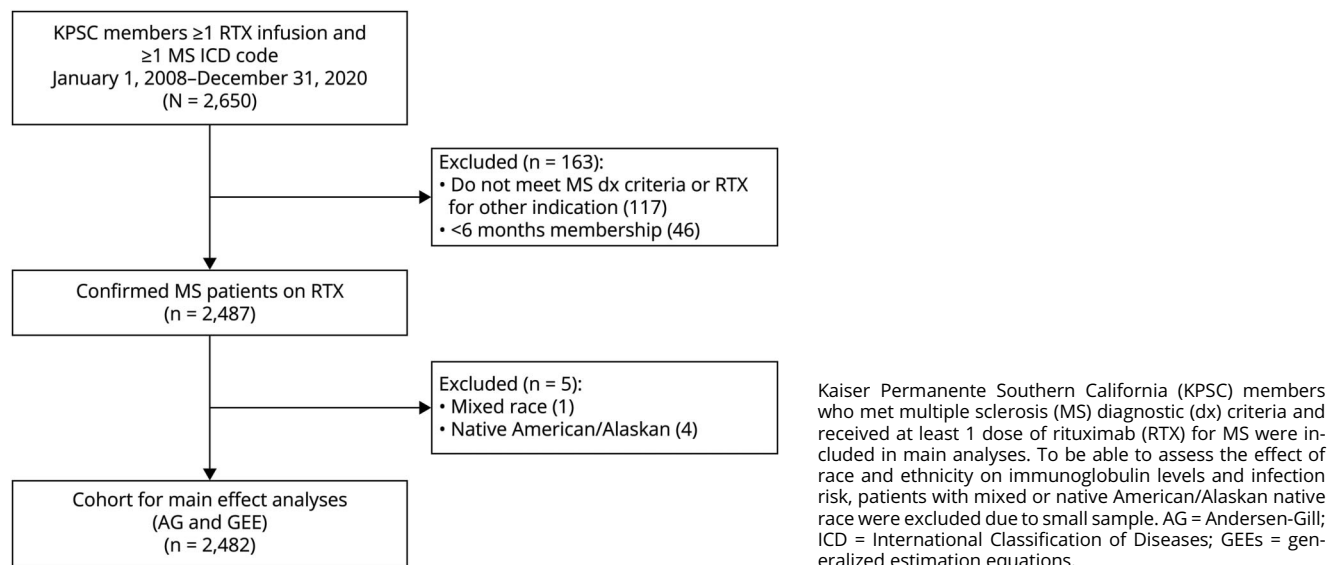 KPSC members ≥1 RTX infusion and
≥1 MS ICD code
January 1, 2008–December 31, 2020
(N = 2,650)
Excluded (n = 163):
• Do not meet MS dx criteria or RTX
for other indication (117)
• <6 months membership (46)
Confirmed MS patients on RTX
(n = 2,487)
Excluded (n = 5):
• Mixed race (1)
• Native American/Alaskan (4)
Cohort for main effect analyses
(AG and GEE)
n = 2,482)
Kaiser Permanente Southern California (KPSC) members
who met multiple sclerosis (MS) diagnostic (dx) criteria and
received at least 1 dose of rituximab (RTX) for MS were in-
cluded in main analyses. To be able to assess the effect of
race and ethnicity on immunoglobulin levels and infection
risk, patients with mixed or native American/Alaskan native
race were excluded due to small sample. AG = Andersen-Gill;
ICD = International Classification of Diseases; GEEs = gen-
eralized estimation equations.